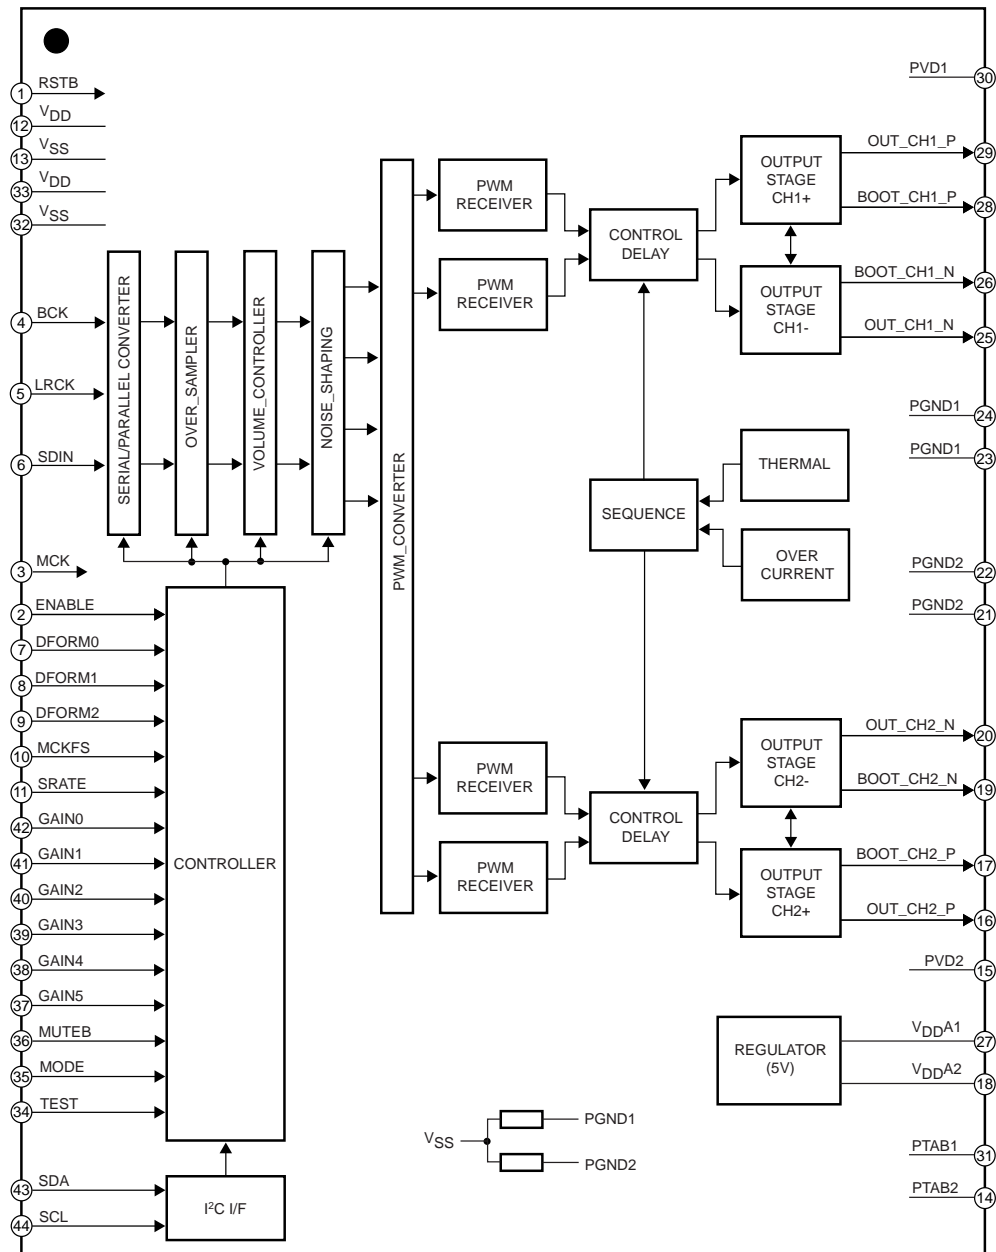 1 RSTB
12 VDD
13 VSS
33 VDD
32 VSS
4 BCK
5 LRCK
6 SDIN
3 MCK
2 ENABLE
7 DFORM0
8 DFORM1
9 DFORM2
10 MCKFS
11 SRATE
42 GAIN0
41 GAIN1
40 GAIN2
39 GAIN3
38 GAIN4
37 GAIN5
36 MUTEB
35 MODE
34 TEST
43 SDA
44 SCL
SERIAL/PARALLEL CONVERTER
OVER_SAMPLER
VOLUME_CONTROLLER
NOISE_SHAPING
PWM_CONVERTER
CONTROLLER
I²C I/F
PWM
RECEIVER
PWM
RECEIVER
CONTROL
DELAY
OUTPUT
STAGE
CH1+
OUTPUT
STAGE
CH1-
SEQUENCE
THERMAL
OVER
CURRENT
PWM
RECEIVER
PWM
RECEIVER
CONTROL
DELAY
OUTPUT
STAGE
CH2-
OUTPUT
STAGE
CH2+
REGULATOR
(5V)
VSS
PGND1
PGND2
PVD1 30
OUT_CH1_P 29
BOOT_CH1_P 28
BOOT_CH1_N 26
OUT_CH1_N 25
PGND1 24
PGND1 23
PGND2 22
PGND2 21
OUT_CH2_N 20
BOOT_CH2_N 19
BOOT_CH2_P 17
OUT_CH2_P 16
PVD2 15
VDDA1 27
VDDA2 18
PTAB1 31
PTAB2 14